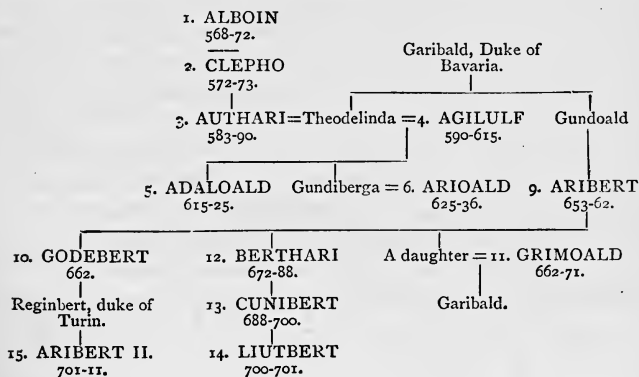 1. ALBOIN
568-72.
Garibald, Duke of
Bavaria.
2. CLEPHO
572-73.
3. AUTHARI=Theodelinda =4. AGILULF Gundoald
583-90. 590-615.
5. ADALOALD Gundiberga = 6. ARIOALD 9. ARIBERT
615-25. 625-36. 653-62.
10. GODEBERT 12. BERTHARI A daughter = 11. GRIMOALD
662. 672-88. 662-71.
Reginbert, duke of 13. CUNIBERT Garibald.
Turin. 688-700.
15. ARIBERT II. 14. LIUTBERT
701-11. 700-701.